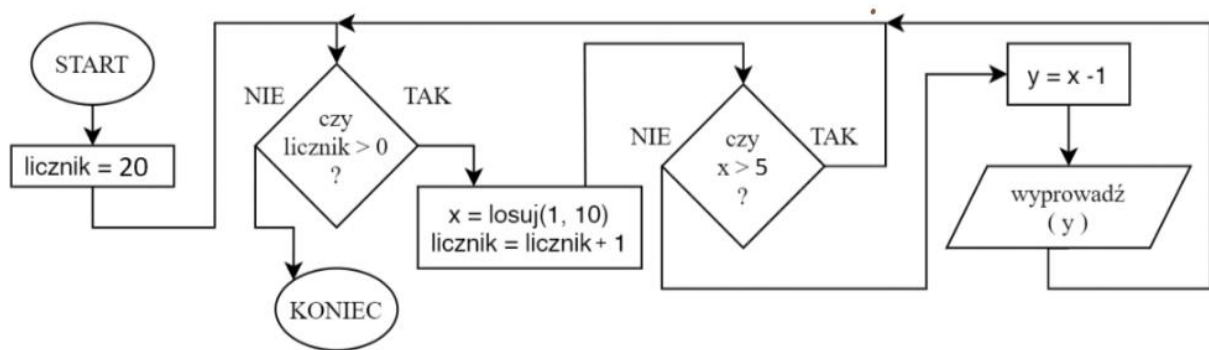 START
licznik = 20
NIE
TAK
czy
licznik > 0
?
KONIEC
x = losuj(1, 10)
licznik = licznik + 1
NIE
TAK
czy
x > 5
?
y = x -1
wyprowadź
( y )